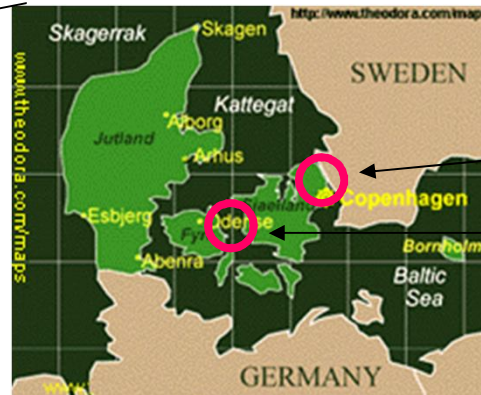 http://www.theodora.com/map
Skagerrak
Skagen
SWEDEN
www.theodora.com/maps
Kattegat
Alborg
Jutland
Arhus
Copenhagen
Sjaelland
Esbjerg
Odense
Fyn
Bornholm
Abenra
Baltic
Sea
GERMANY